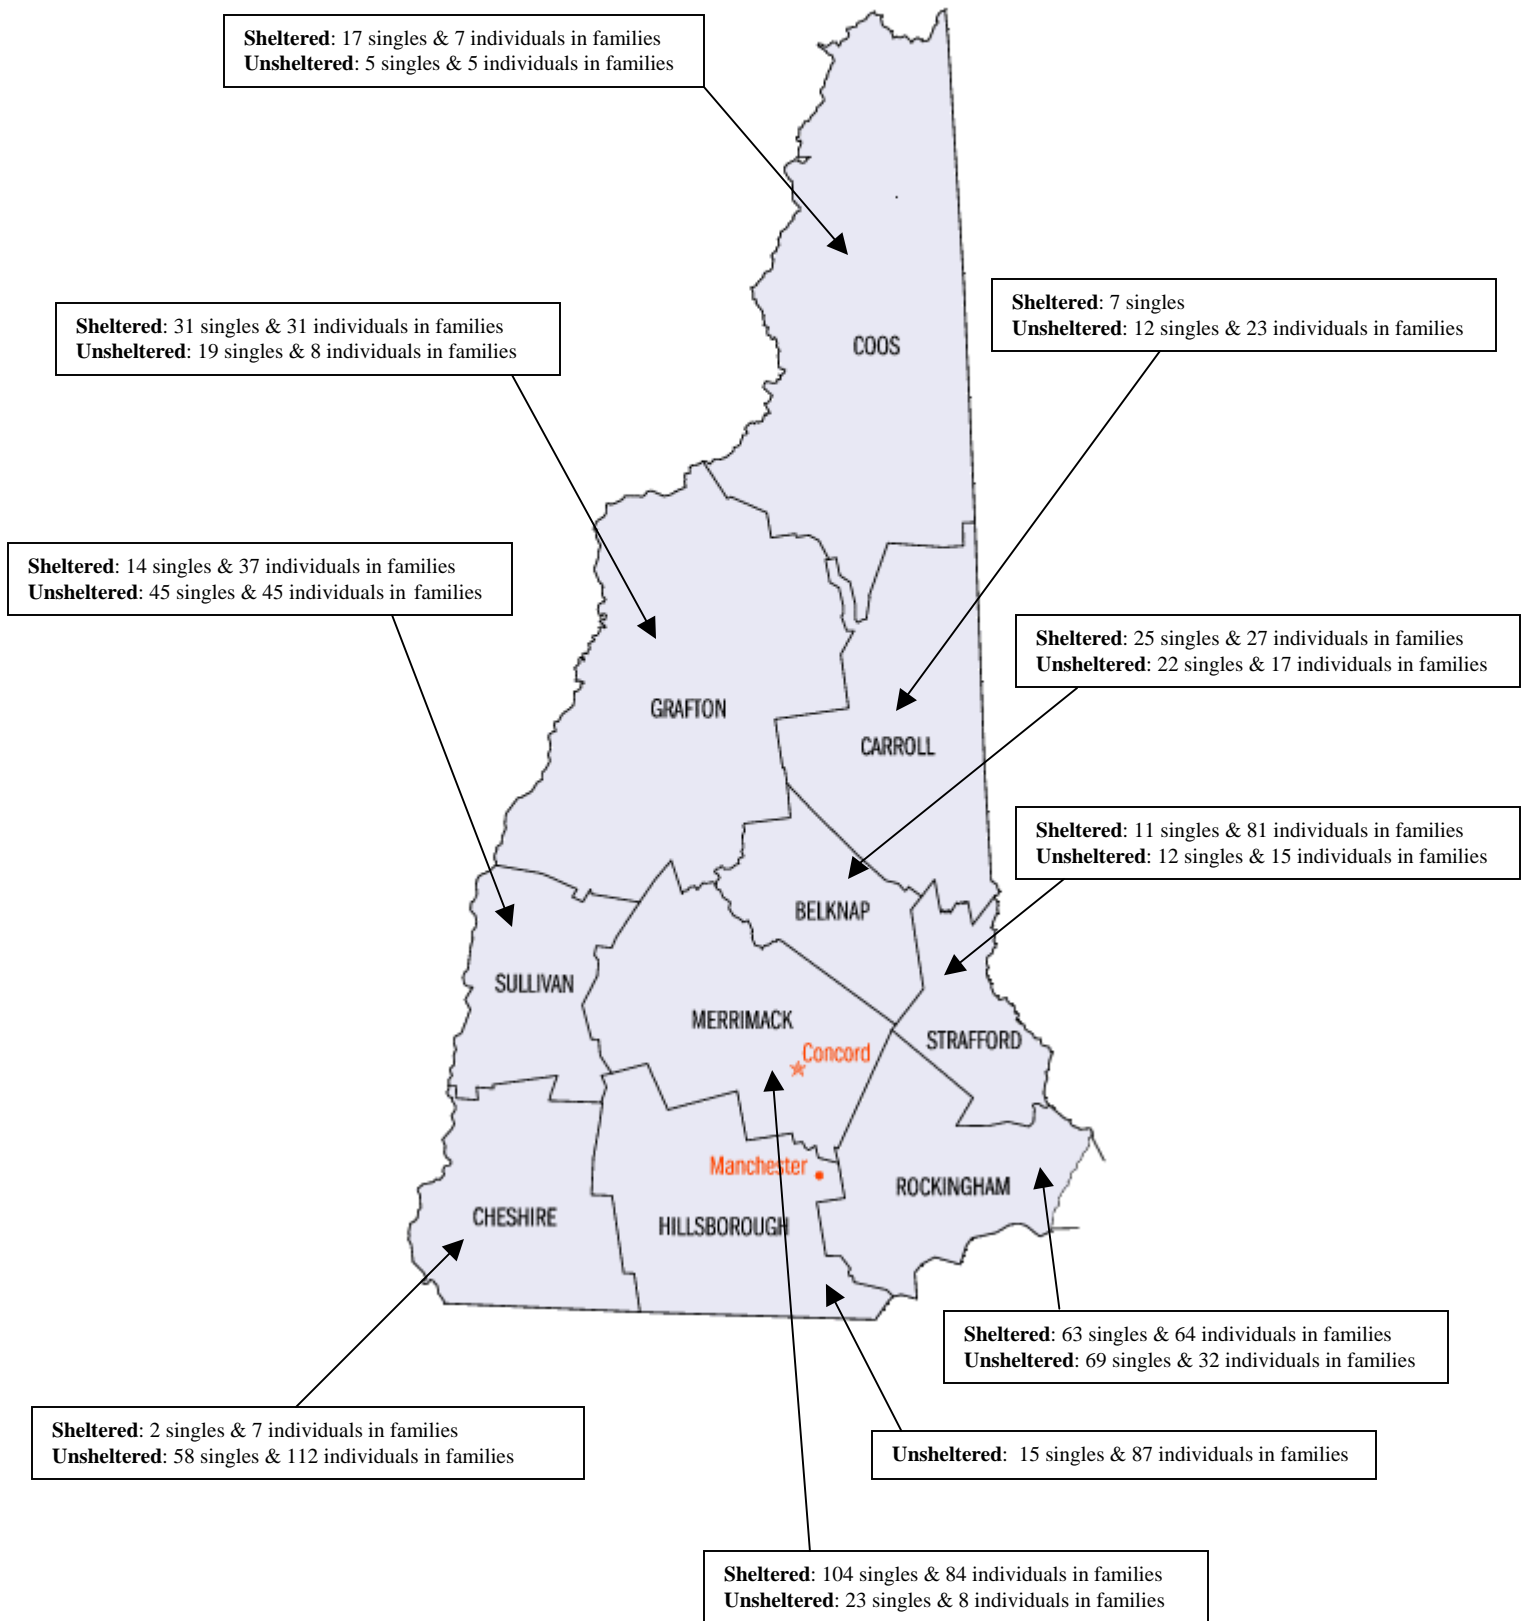 Sheltered: 17 singles & 7 individuals in families
Unsheltered: 5 singles & 5 individuals in families
Sheltered: 7 singles
Unsheltered: 12 singles & 23 individuals in families
Sheltered: 31 singles & 31 individuals in families
Unsheltered: 19 singles & 8 individuals in families
COOS
Sheltered: 14 singles & 37 individuals in families
Unsheltered: 45 singles & 45 individuals in families
Sheltered: 25 singles & 27 individuals in families
Unsheltered: 22 singles & 17 individuals in families
GRAFTON
CARROLL
Sheltered: 11 singles & 81 individuals in families
Unsheltered: 12 singles & 15 individuals in families
BELKNAP
SULLIVAN
MERRIMACK
STRAFFORD
Concord
Manchester
ROCKINGHAM
CHESHIRE
HILLSBOROUGH
Sheltered: 63 singles & 64 individuals in families
Unsheltered: 69 singles & 32 individuals in families
Sheltered: 2 singles & 7 individuals in families
Unsheltered: 58 singles & 112 individuals in families
Unsheltered: 15 singles & 87 individuals in families
Sheltered: 104 singles & 84 individuals in families
Unsheltered: 23 singles & 8 individuals in families